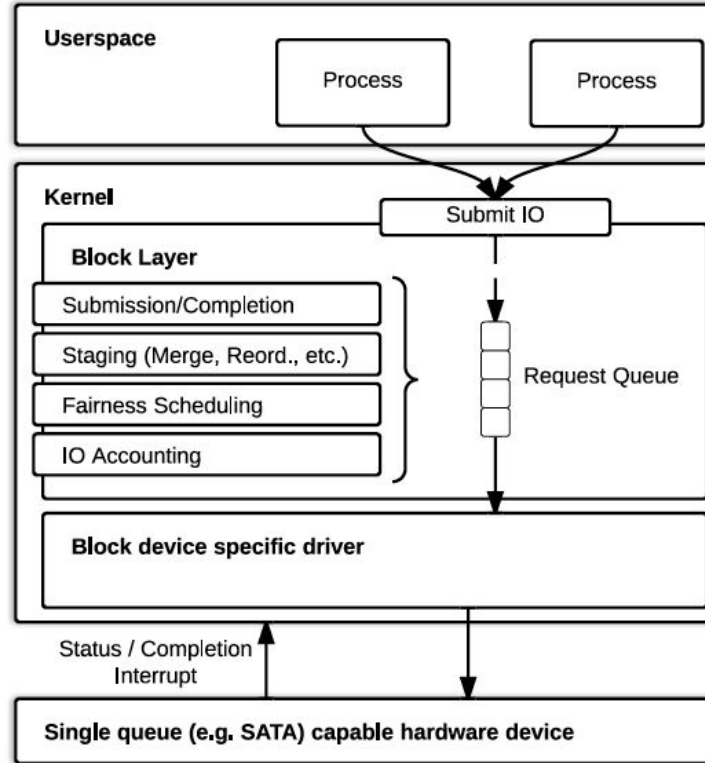 Userspace
Process
Process
Kernel
Submit IO
Block Layer
Submission/Completion
Staging (Merge, Reord., etc.)
Fairness Scheduling
IO Accounting
Request Queue
Block device specific driver
Status / Completion
Interrupt
Single queue (e.g. SATA) capable hardware device